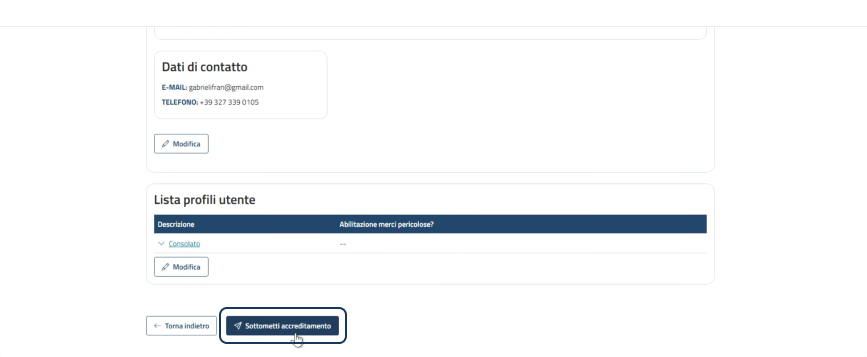 Dati di contatto
E-MAIL: gabrielifran@gmail.com
TELEFONO: +39 327 339 0105
Modifica
Lista profili utente
Descrizione Abilitazione merci pericolose?
Consolato --
Modifica
← Torna indietro Sottometti accreditamento